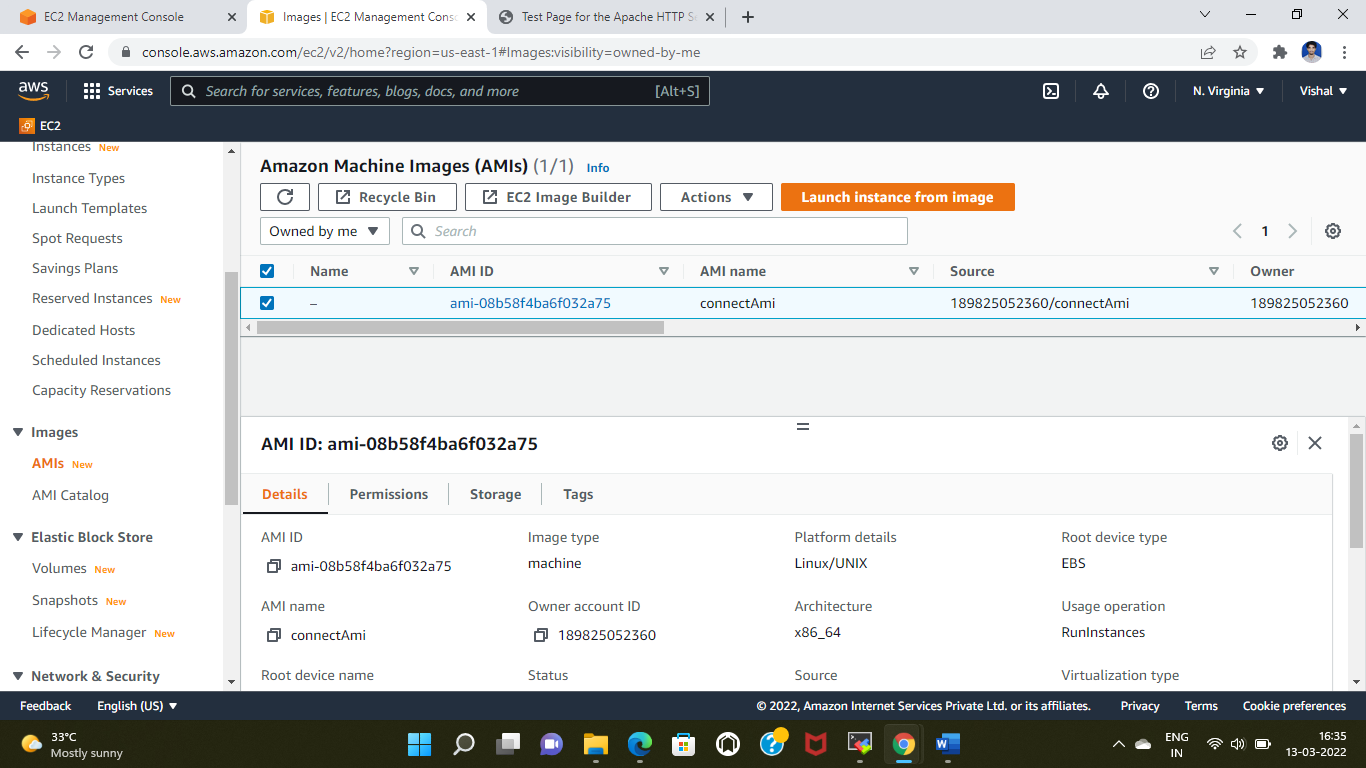 EC2 Management Console
Images | EC2 Management Conso
Test Page for the Apache HTTP Se
console.aws.amazon.com/ec2/v2/home?region=us-east-1#Images:visibility=owned-by-me
aws
Services
Search for services, features, blogs, docs, and more
[Alt+S]
N. Virginia
Vishal
EC2
Instances New
Instance Types
Launch Templates
Spot Requests
Savings Plans
Reserved Instances New
Dedicated Hosts
Scheduled Instances
Capacity Reservations
Images
AMIs New
AMI Catalog
Elastic Block Store
Volumes New
Snapshots New
Lifecycle Manager New
Network & Security
Amazon Machine Images (AMIs) (1/1) Info
Recycle Bin
EC2 Image Builder
Actions
Launch instance from image
Owned by me
Search
1
Name AMI ID AMI name Source Owner
– ami-08b58f4ba6f032a75 connectAmi 189825052360/connectAmi 189825052360
AMI ID: ami-08b58f4ba6f032a75
Details Permissions Storage Tags
AMI ID Image type Platform details Root device type
ami-08b58f4ba6f032a75 machine Linux/UNIX EBS
AMI name Owner account ID Architecture Usage operation
connectAmi 189825052360 x86_64 RunInstances
Root device name Status Source Virtualization type
Feedback English (US) © 2022, Amazon Internet Services Private Ltd. or its affiliates. Privacy Terms Cookie preferences
33°C
Mostly sunny
ENG
IN
16:35
13-03-2022